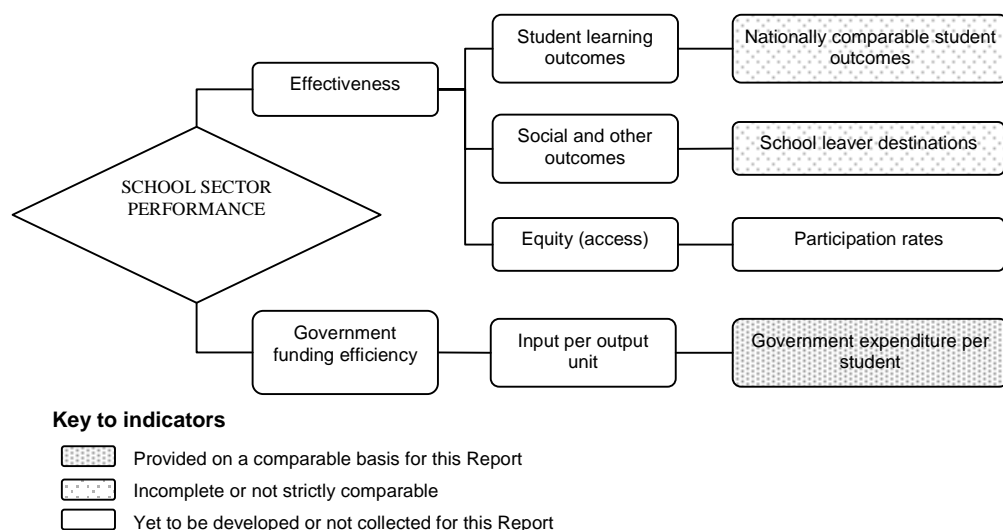 Student learning
outcomes
Nationally comparable student
outcomes
Effectiveness
Social and other
outcomes
School leaver destinations
SCHOOL SECTOR
PERFORMANCE
Equity (access)
Participation rates
Government
funding efficiency
Input per output
unit
Government expenditure per
student
Key to indicators
Provided on a comparable basis for this Report
Incomplete or not strictly comparable
Yet to be developed or not collected for this Report